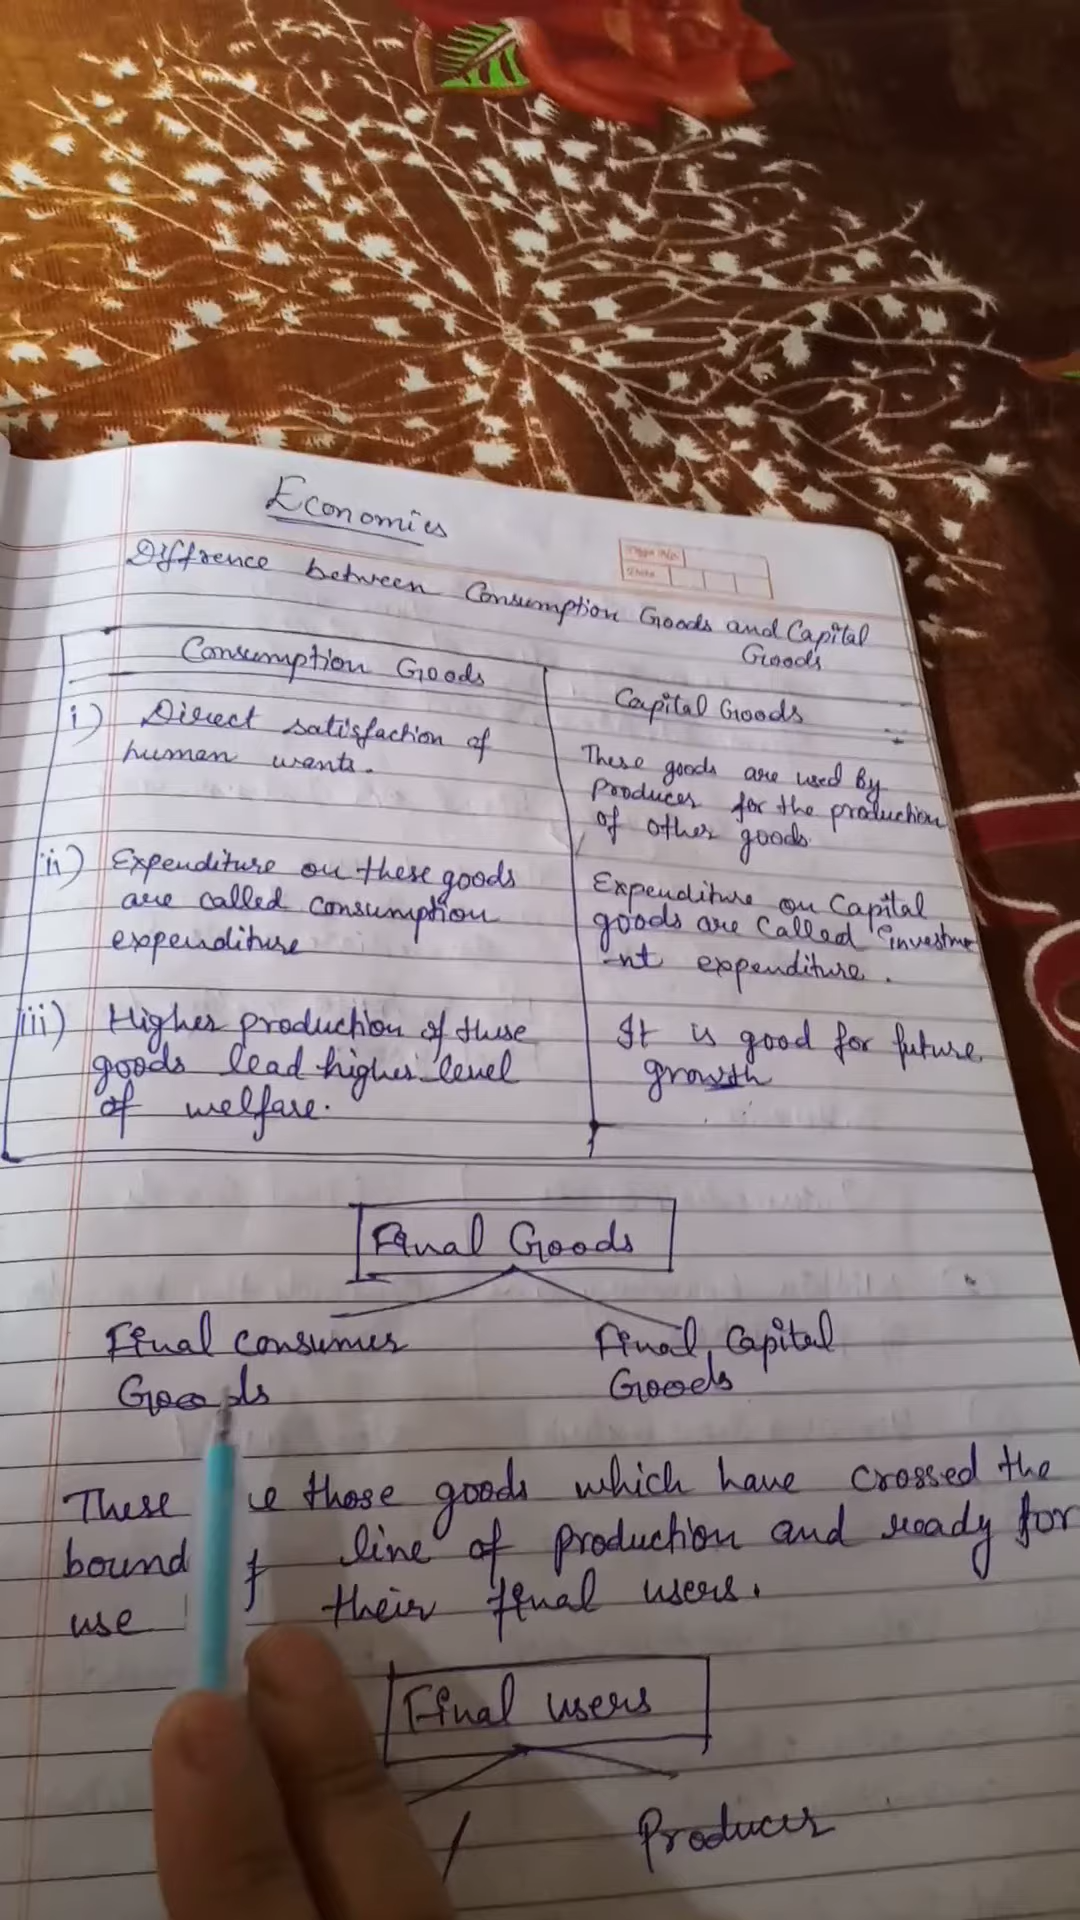 Economics
Page No.
Date
Diffrence between Consumption Goods and Capital
Goods
Consumption Goods
i) Direct satisfaction of
human wants.
ii) Expenditure on these goods
are called consumption
expenditure
iii) Higher production of these
goods lead higher level
of welfare.
Capital Goods
These goods are used by
Producer for the production
of other goods.
Expenditure on Capital
goods are called investme
-nt expenditure.
It is good for future
growth
Final Goods
Final Consumer
Goods
Final Capital
Goods
These those goods which have crossed the
bound line of production and ready for
use their final users.
Final users
Producer